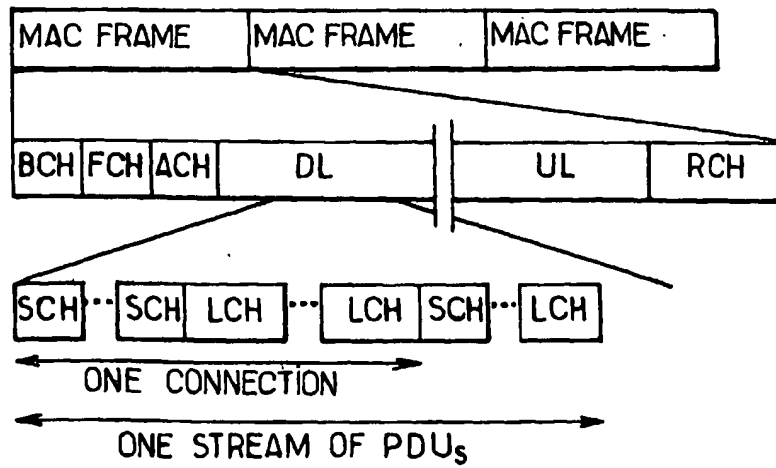 MAC FRAME MAC FRAME MAC FRAME
BCH FCH ACH DL UL RCH
SCH SCH LCH LCH SCH LCH
ONE CONNECTION
ONE STREAM OF PDUs